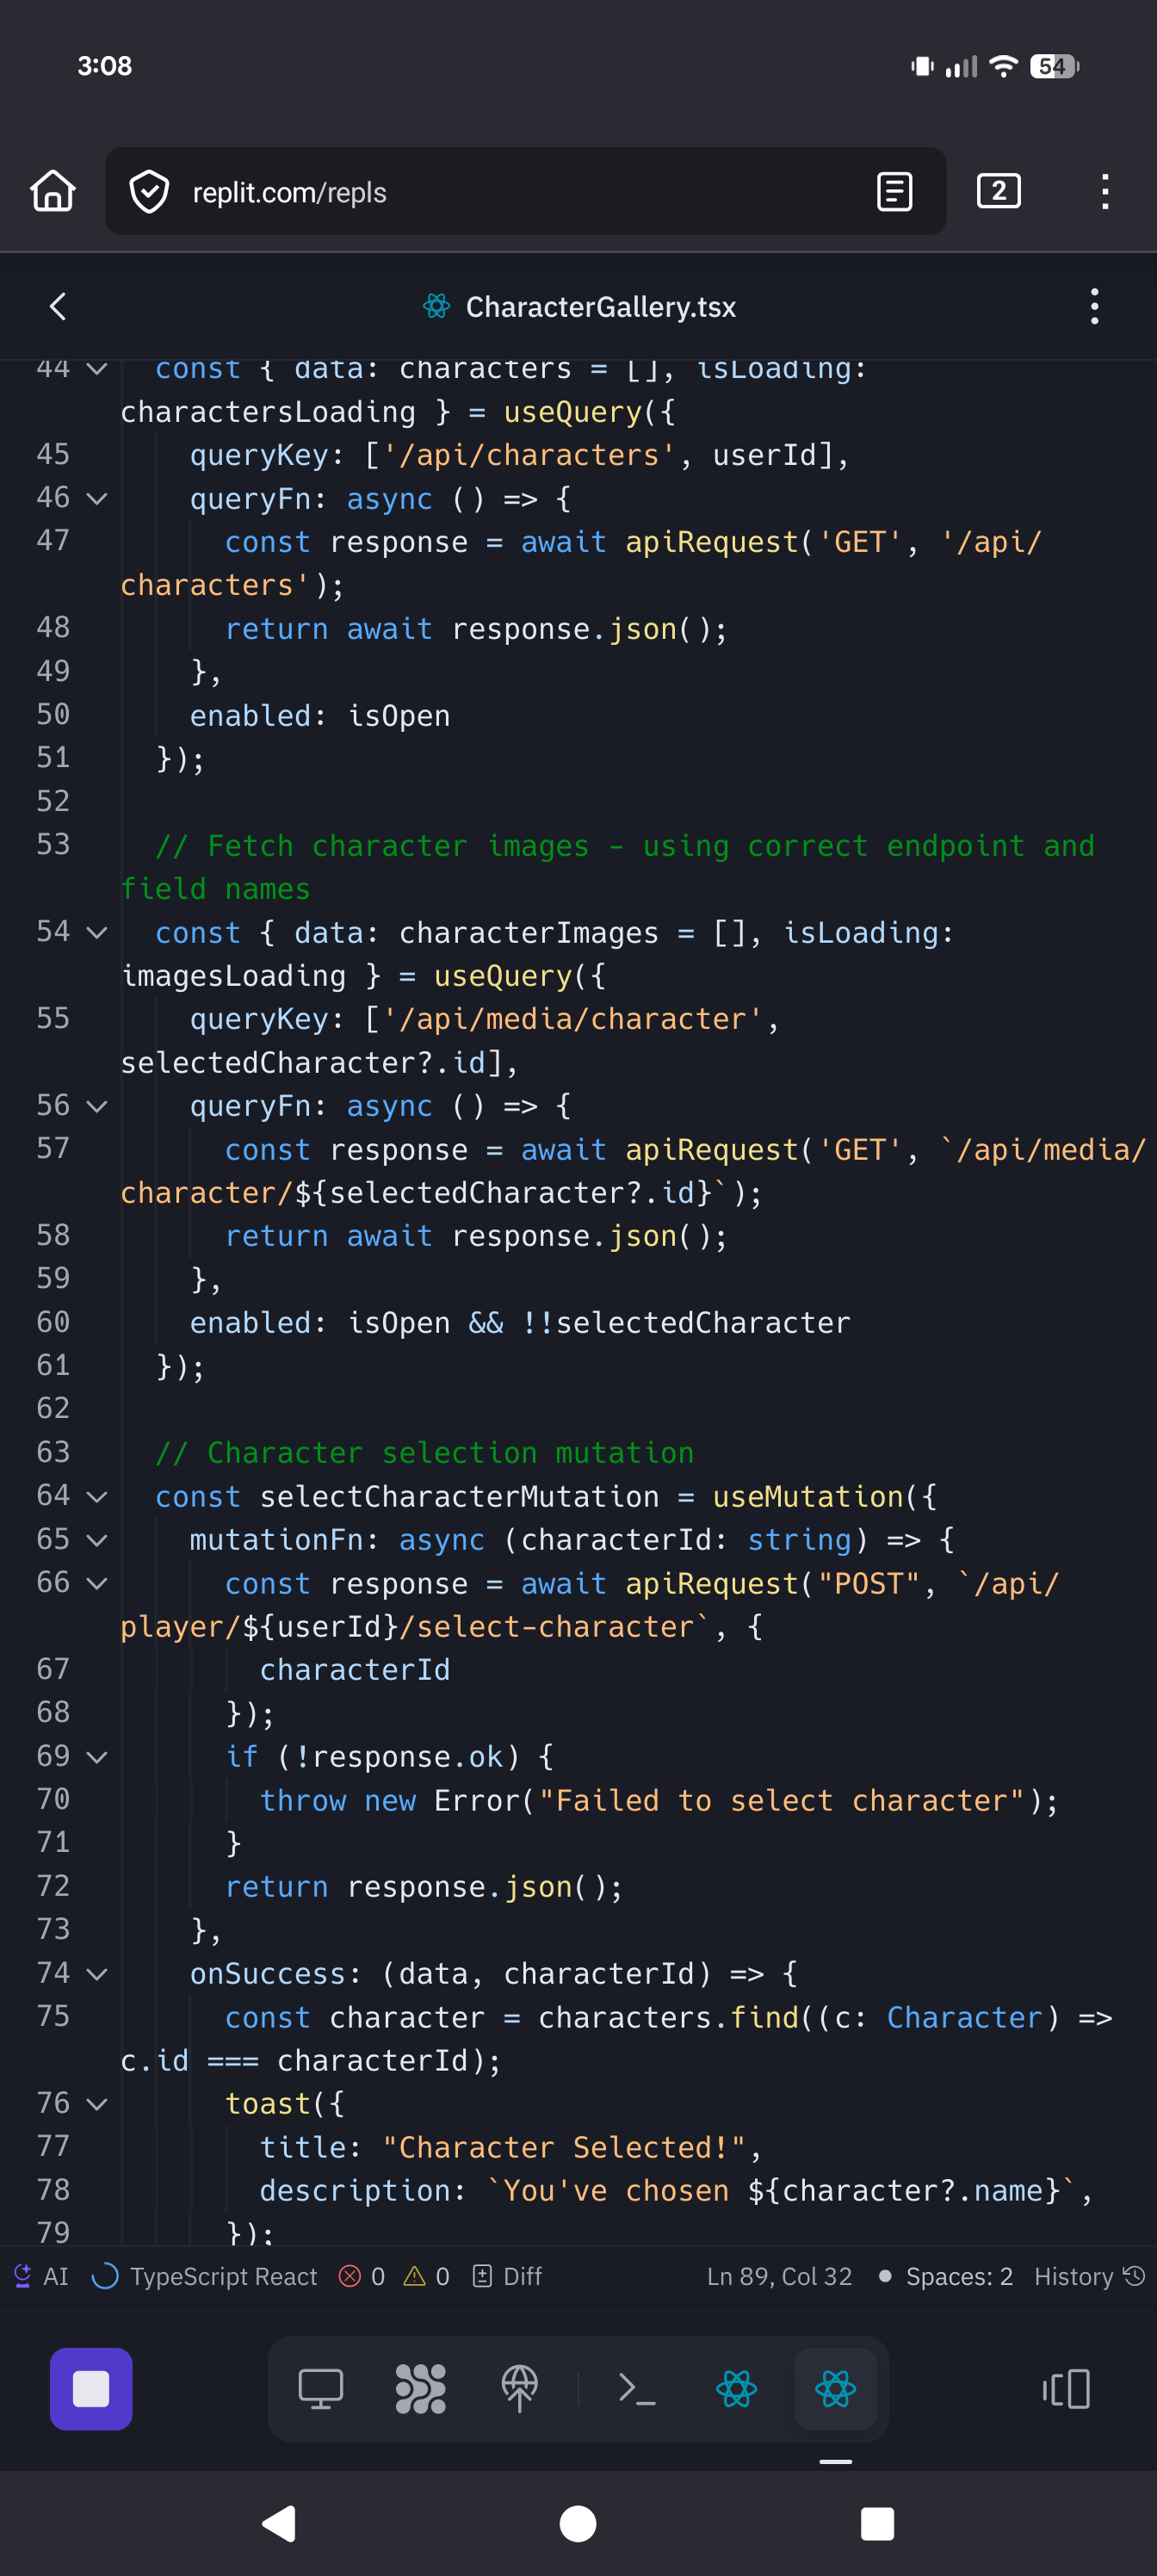 3:08
54
replit.com/repls
2
CharacterGallery.tsx
44 const { data: characters = [], isLoading:
charactersLoading } = useQuery({
45 queryKey: ['/api/characters', userId],
46 queryFn: async () => {
47 const response = await apiRequest('GET', '/api/
characters');
48 return await response.json();
49 },
50 enabled: isOpen
51 });
52
53 // Fetch character images - using correct endpoint and
field names
54 const { data: characterImages = [], isLoading:
imagesLoading } = useQuery({
55 queryKey: ['/api/media/character',
selectedCharacter?.id],
56 queryFn: async () => {
57 const response = await apiRequest('GET', `/api/media/
character/${selectedCharacter?.id}`);
58 return await response.json();
59 },
60 enabled: isOpen && !!selectedCharacter
61 });
62
63 // Character selection mutation
64 const selectCharacterMutation = useMutation({
65 mutationFn: async (characterId: string) => {
66 const response = await apiRequest("POST", `/api/
player/${userId}/select-character`, {
67 characterId
68 });
69 if (!response.ok) {
70 throw new Error("Failed to select character");
71 }
72 return response.json();
73 },
74 onSuccess: (data, characterId) => {
75 const character = characters.find((c: Character) =>
c.id === characterId);
76 toast({
77 title: "Character Selected!",
78 description: `You've chosen ${character?.name}`,
79 });
AI TypeScript React 0 0 Diff Ln 89, Col 32 Spaces: 2 History